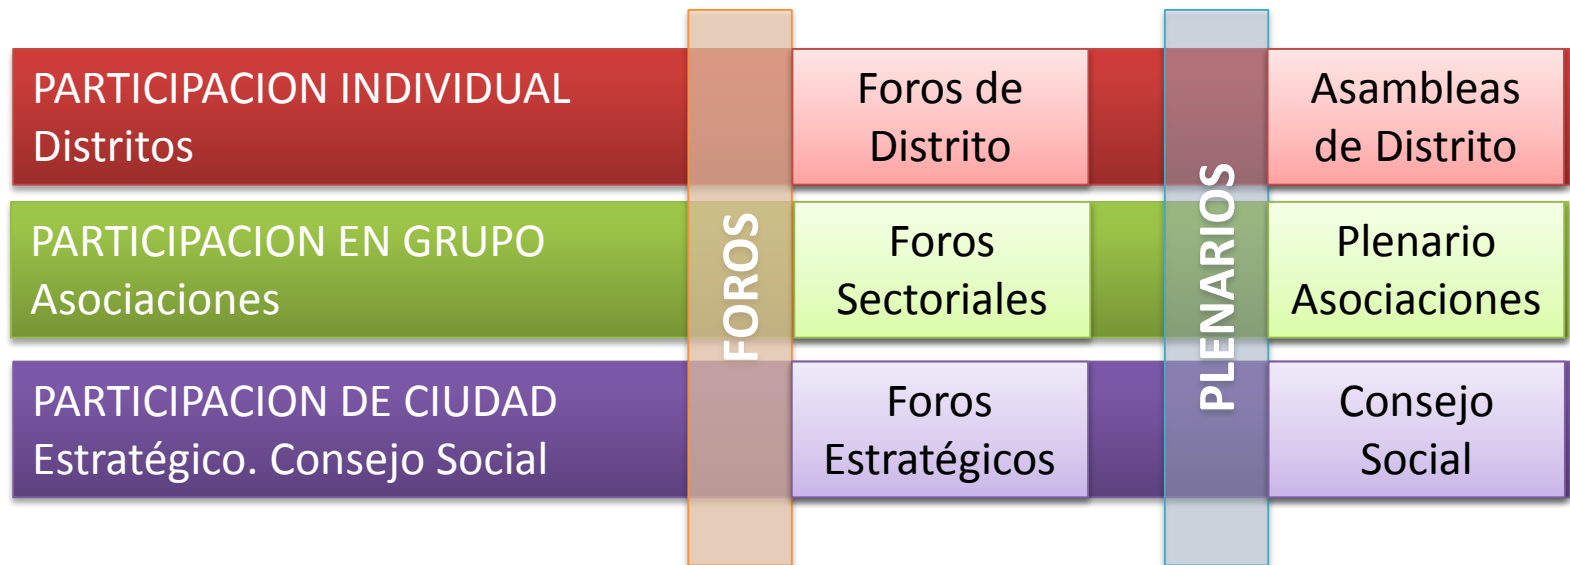 PARTICIPACION INDIVIDUAL
Distritos
FOROS
Foros de
Distrito
PLENARIOS
Asambleas
de Distrito
PARTICIPACION EN GRUPO
Asociaciones
Foros
Sectoriales
Plenario
Asociaciones
PARTICIPACION DE CIUDAD
Estratégico. Consejo Social
Foros
Estratégicos
Consejo
Social